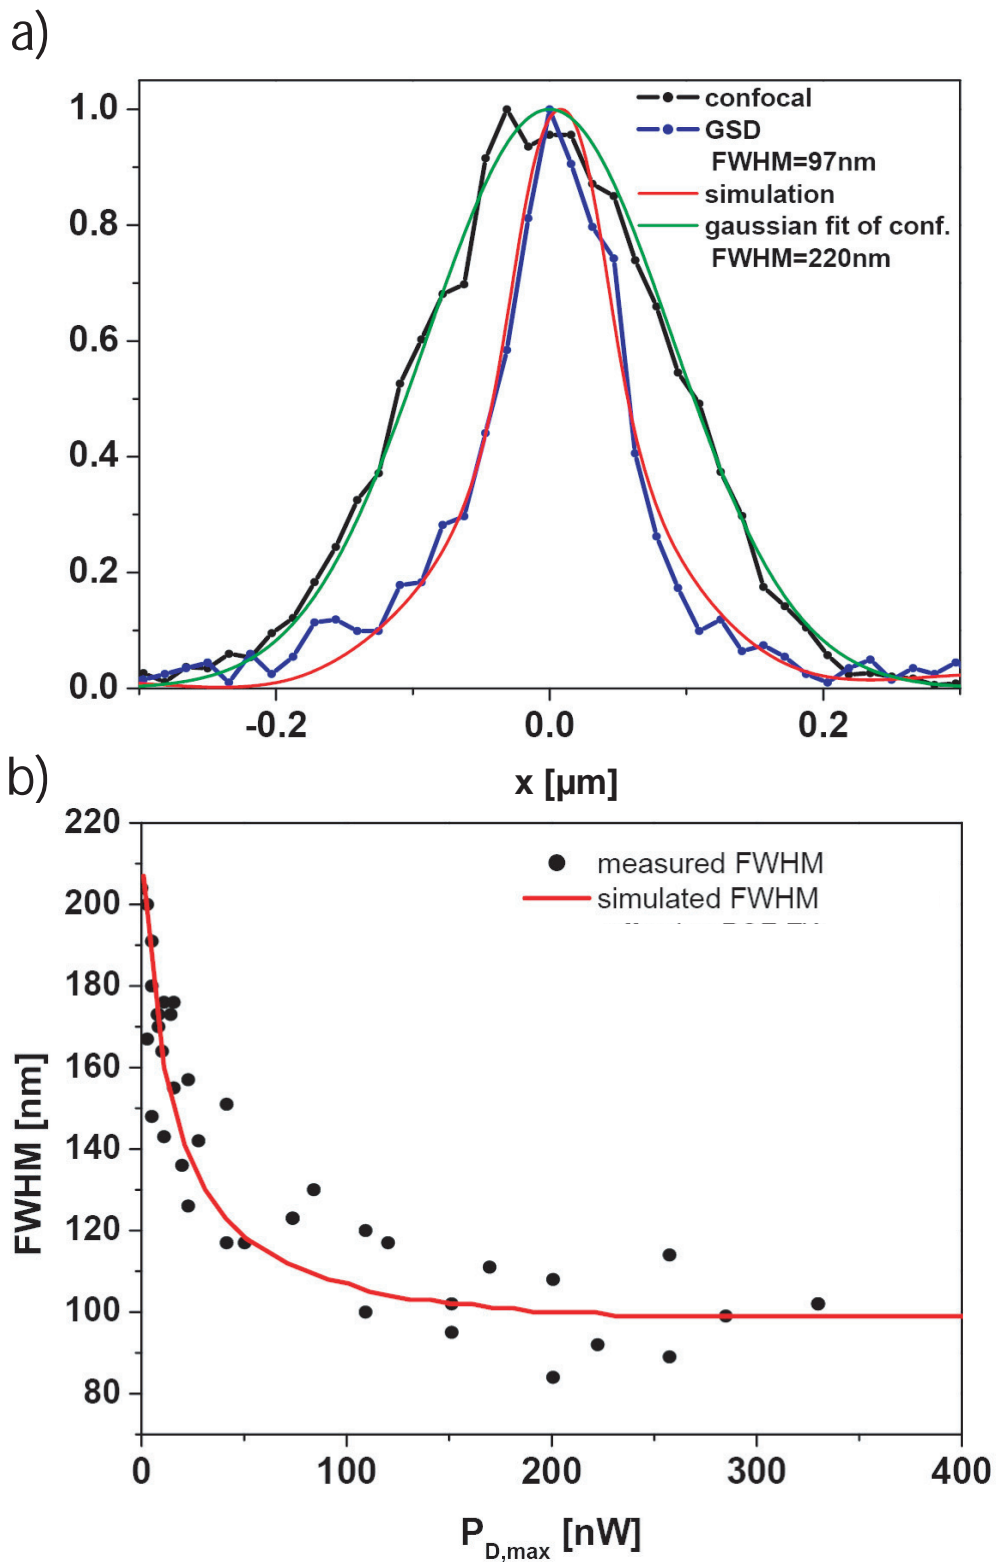 a)
1.0
0.8
0.6
0.4
0.2
0.0
confocal
GSD
FWHM=97nm
simulation
gaussian fit of conf.
FWHM=220nm
-0.2 0.0 0.2
x [µm]
b)
220
200
180
160
140
120
100
80
FWHM [nm]
measured FWHM
simulated FWHM
0 100 200 300 400
P_D,max [nW]